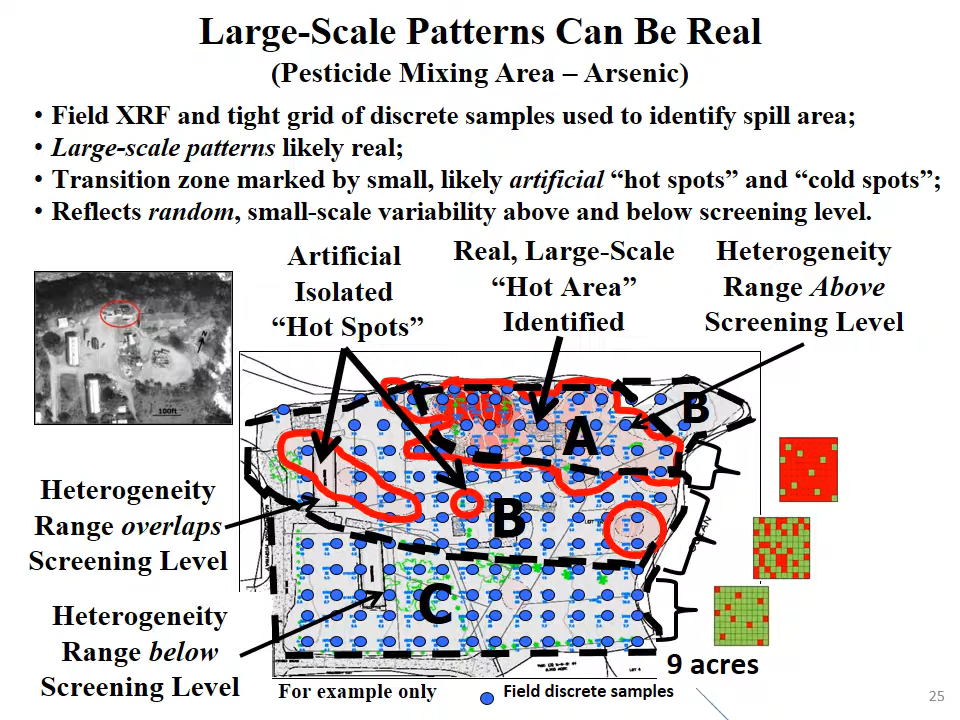 Large-Scale Patterns Can Be Real
(Pesticide Mixing Area – Arsenic)
• Field XRF and tight grid of discrete samples used to identify spill area;
• Large-scale patterns likely real;
• Transition zone marked by small, likely artificial “hot spots” and “cold spots”;
• Reflects random, small-scale variability above and below screening level.
Artificial
Isolated
“Hot Spots”
Real, Large-Scale
“Hot Area”
Identified
Heterogeneity
Range Above
Screening Level
N
100ft
B
A
B
C
LOT
Heterogeneity
Range overlaps
Screening Level
Heterogeneity
Range below
Screening Level
9 acres
For example only
Field discrete samples
25